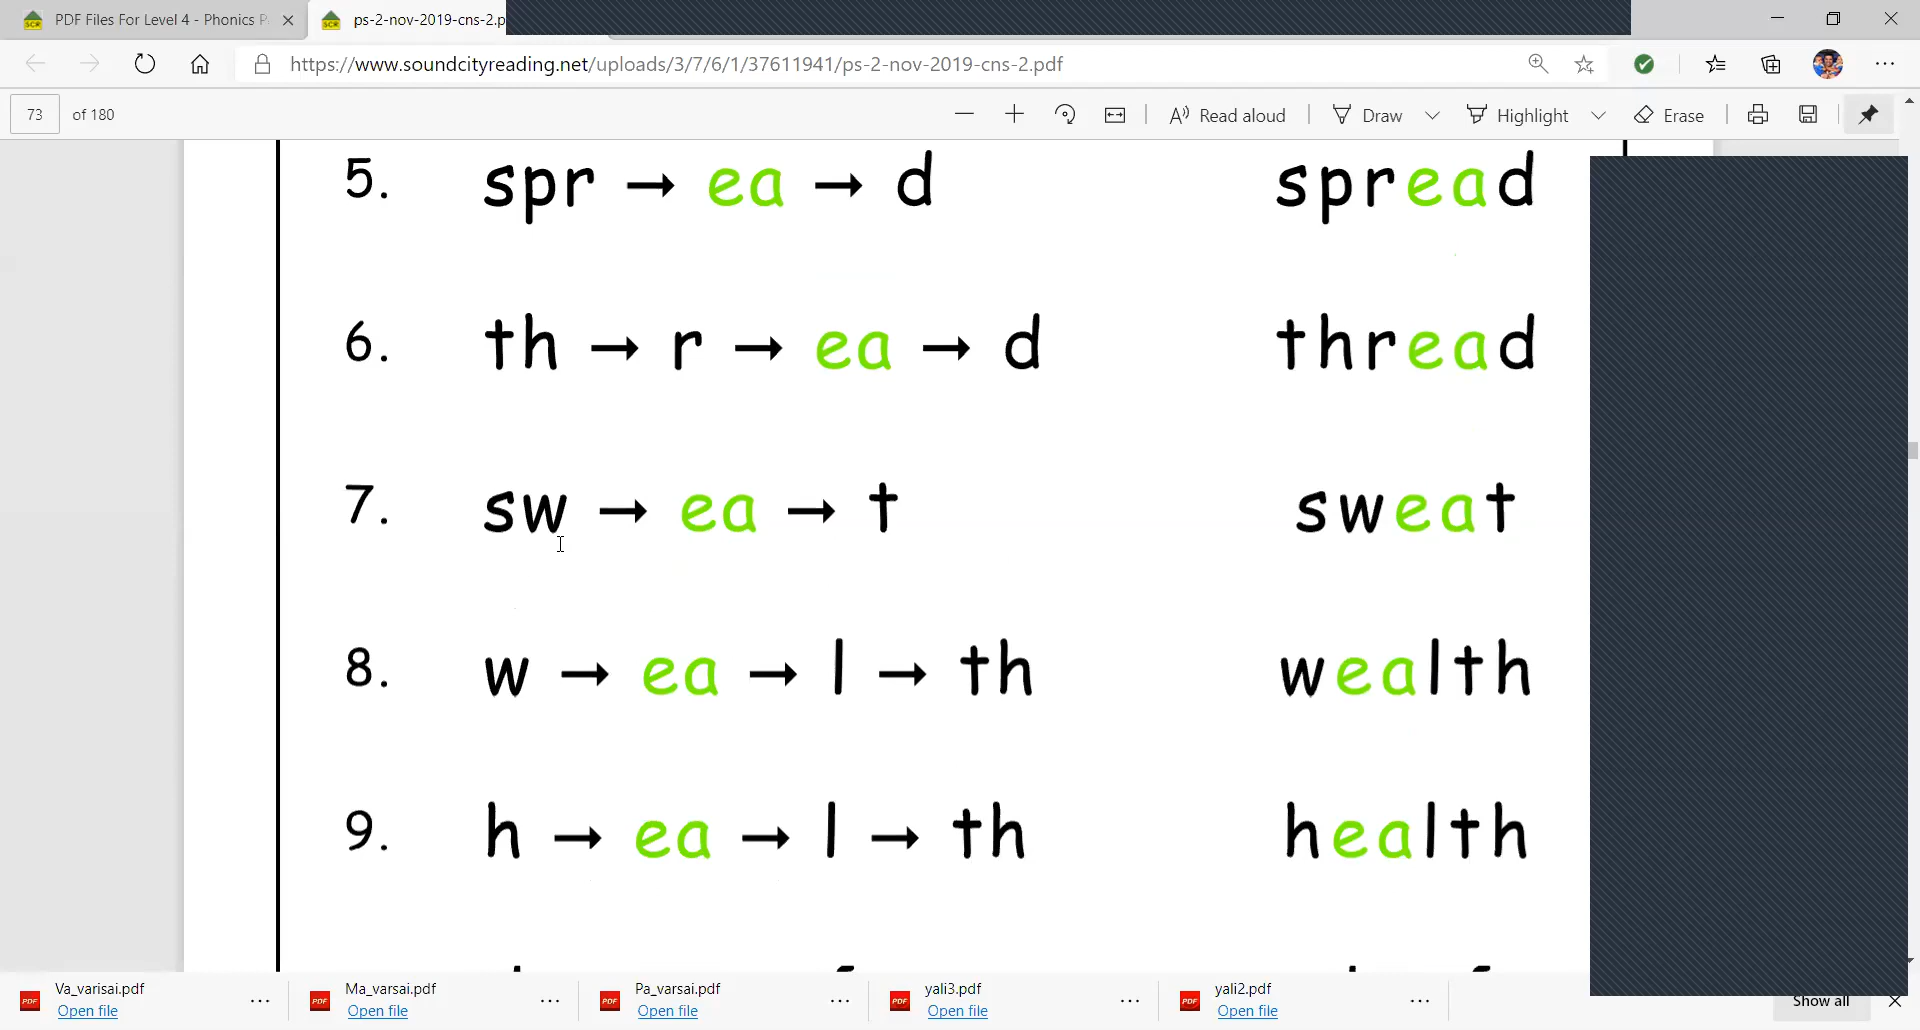 PDF Files For Level 4 - Phonics
ps-2-nov-2019-cns-2.p
https://www.soundcityreading.net/uploads/3/7/6/1/37611941/ps-2-nov-2019-cns-2.pdf
73 of 180 Read aloud Draw Highlight Erase
5. spr → ea → d spread
6. th → r → ea → d thread
7. sw → ea → t sweat
8. w → ea → l → th wealth
9. h → ea → l → th health
Va_varisai.pdf Ma_varsai.pdf Pa_varsai.pdf yali3.pdf yali2.pdf
Open file Open file Open file Open file Open file Show all